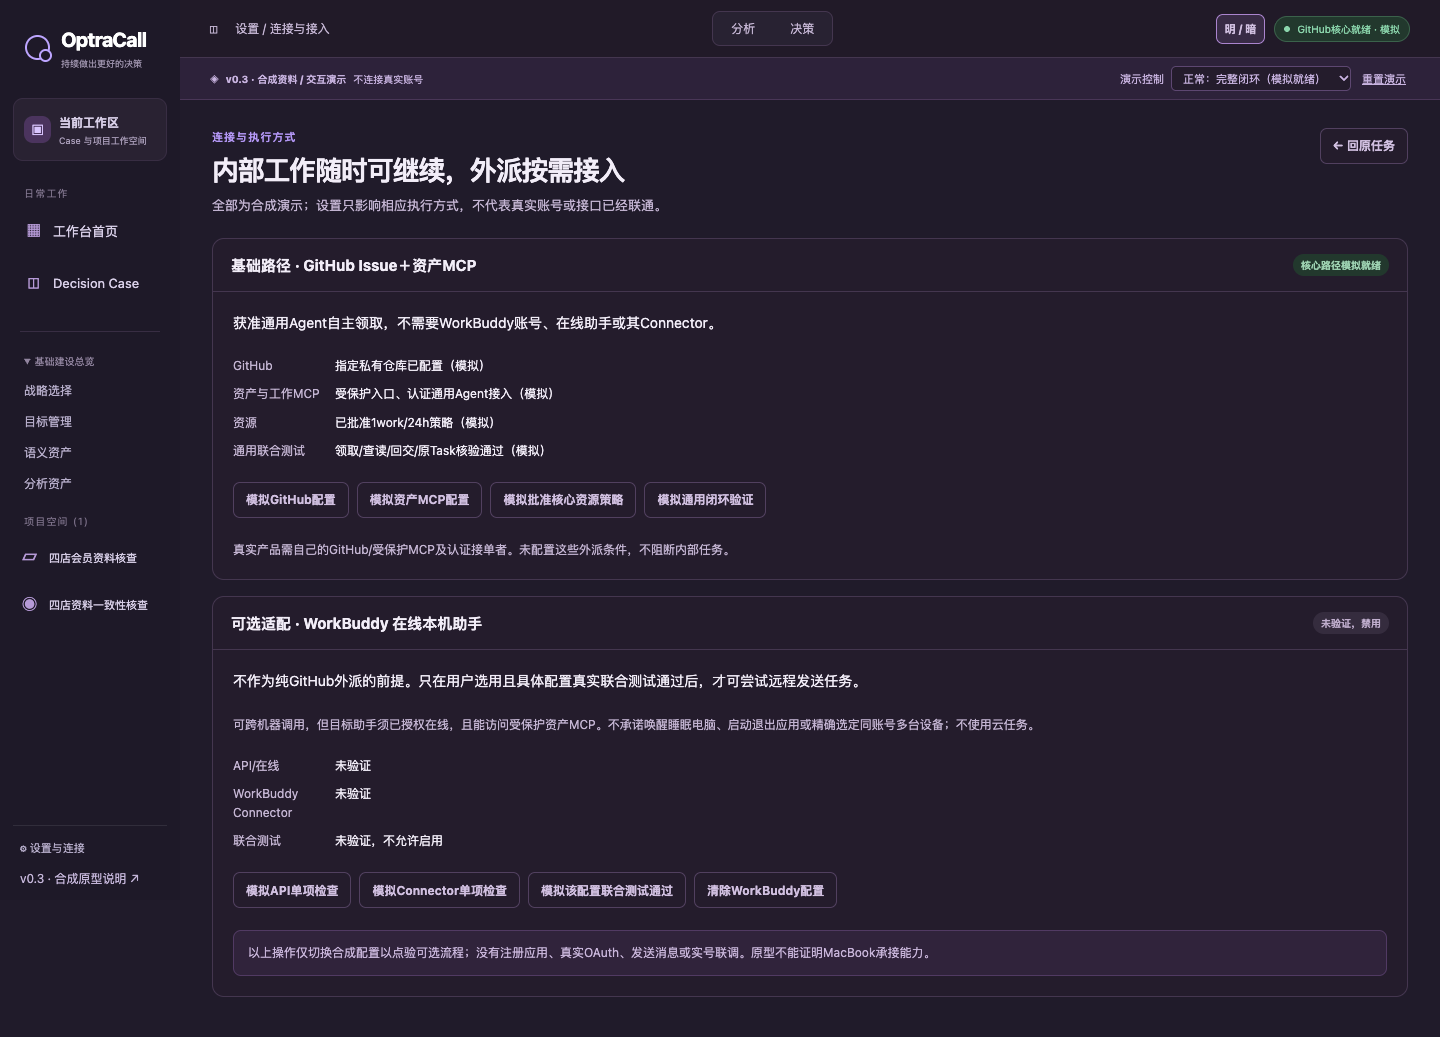 OptraCall
持续做出更好的决策
当前工作区
Case 与项目工作空间
日常工作
工作台首页
Decision Case
基础建设总览
战略选择
目标管理
语义资产
分析资产
项目空间 (1)
四店会员资料核查
四店资料一致性核查
设置与连接
v0.3 · 合成原型说明 ↗
设置 / 连接与接入
分析
决策
明 / 暗
GitHub核心就绪 · 模拟
v0.3 · 合成资料 / 交互演示 不连接真实账号
演示控制
正常：完整闭环（模拟就绪）
重置演示
连接与执行方式
内部工作随时可继续，外派按需接入
全部为合成演示；设置只影响相应执行方式，不代表真实账号或接口已经联通。
← 回原任务
基础路径 · GitHub Issue＋资产MCP
核心路径模拟就绪
获准通用Agent自主领取，不需要WorkBuddy账号、在线助手或其Connector。
GitHub 指定私有仓库已配置（模拟）
资产与工作MCP 受保护入口、认证通用Agent接入（模拟）
资源 已批准1work/24h策略（模拟）
通用联合测试 领取/查读/回交/原Task核验通过（模拟）
模拟GitHub配置
模拟资产MCP配置
模拟批准核心资源策略
模拟通用闭环验证
真实产品需自己的GitHub/受保护MCP及认证接单者。未配置这些外派条件，不阻断内部任务。
可选适配 · WorkBuddy 在线本机助手
未验证，禁用
不作为纯GitHub外派的前提。只在用户选用且具体配置真实联合测试通过后，才可尝试远程发送任务。
可跨机器调用，但目标助手须已授权在线，且能访问受保护资产MCP。不承诺唤醒睡眠电脑、启动退出应用或精确选定同账号多台设备；不使用云任务。
API/在线 未验证
WorkBuddy 未验证
Connector
联合测试 未验证，不允许启用
模拟API单项检查
模拟Connector单项检查
模拟该配置联合测试通过
清除WorkBuddy配置
以上操作仅切换合成配置以点验可选流程；没有注册应用、真实OAuth、发送消息或实号联调。原型不能证明MacBook承接能力。